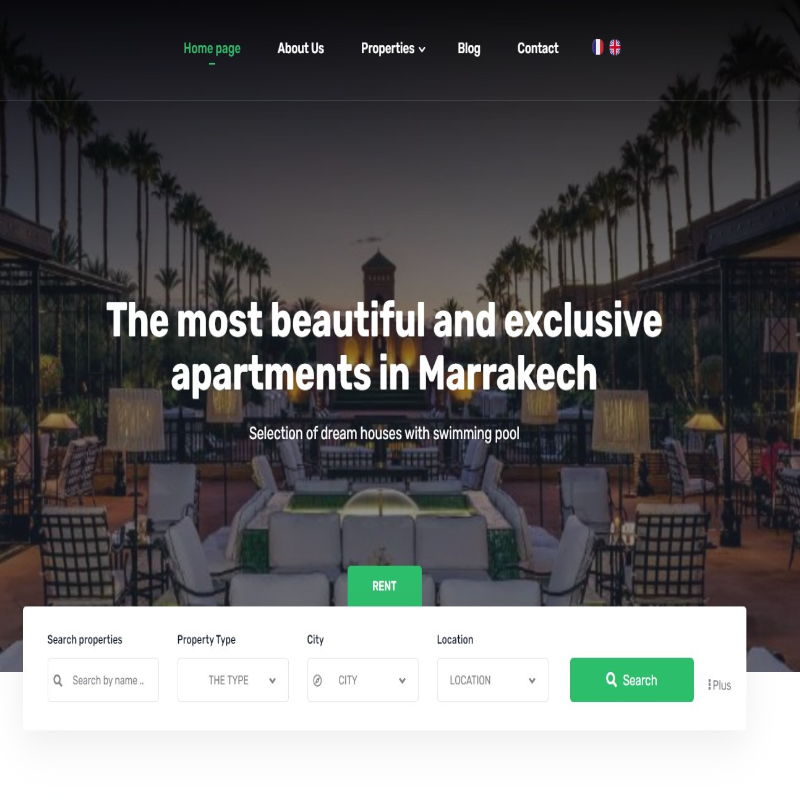 Home page
About Us
Properties
Blog
Contact
The most beautiful and exclusive
apartments in Marrakech
Selection of dream houses with swimming pool
RENT
Search properties
Property Type
City
Location
Search by name ..
THE TYPE
CITY
LOCATION
Search
Plus